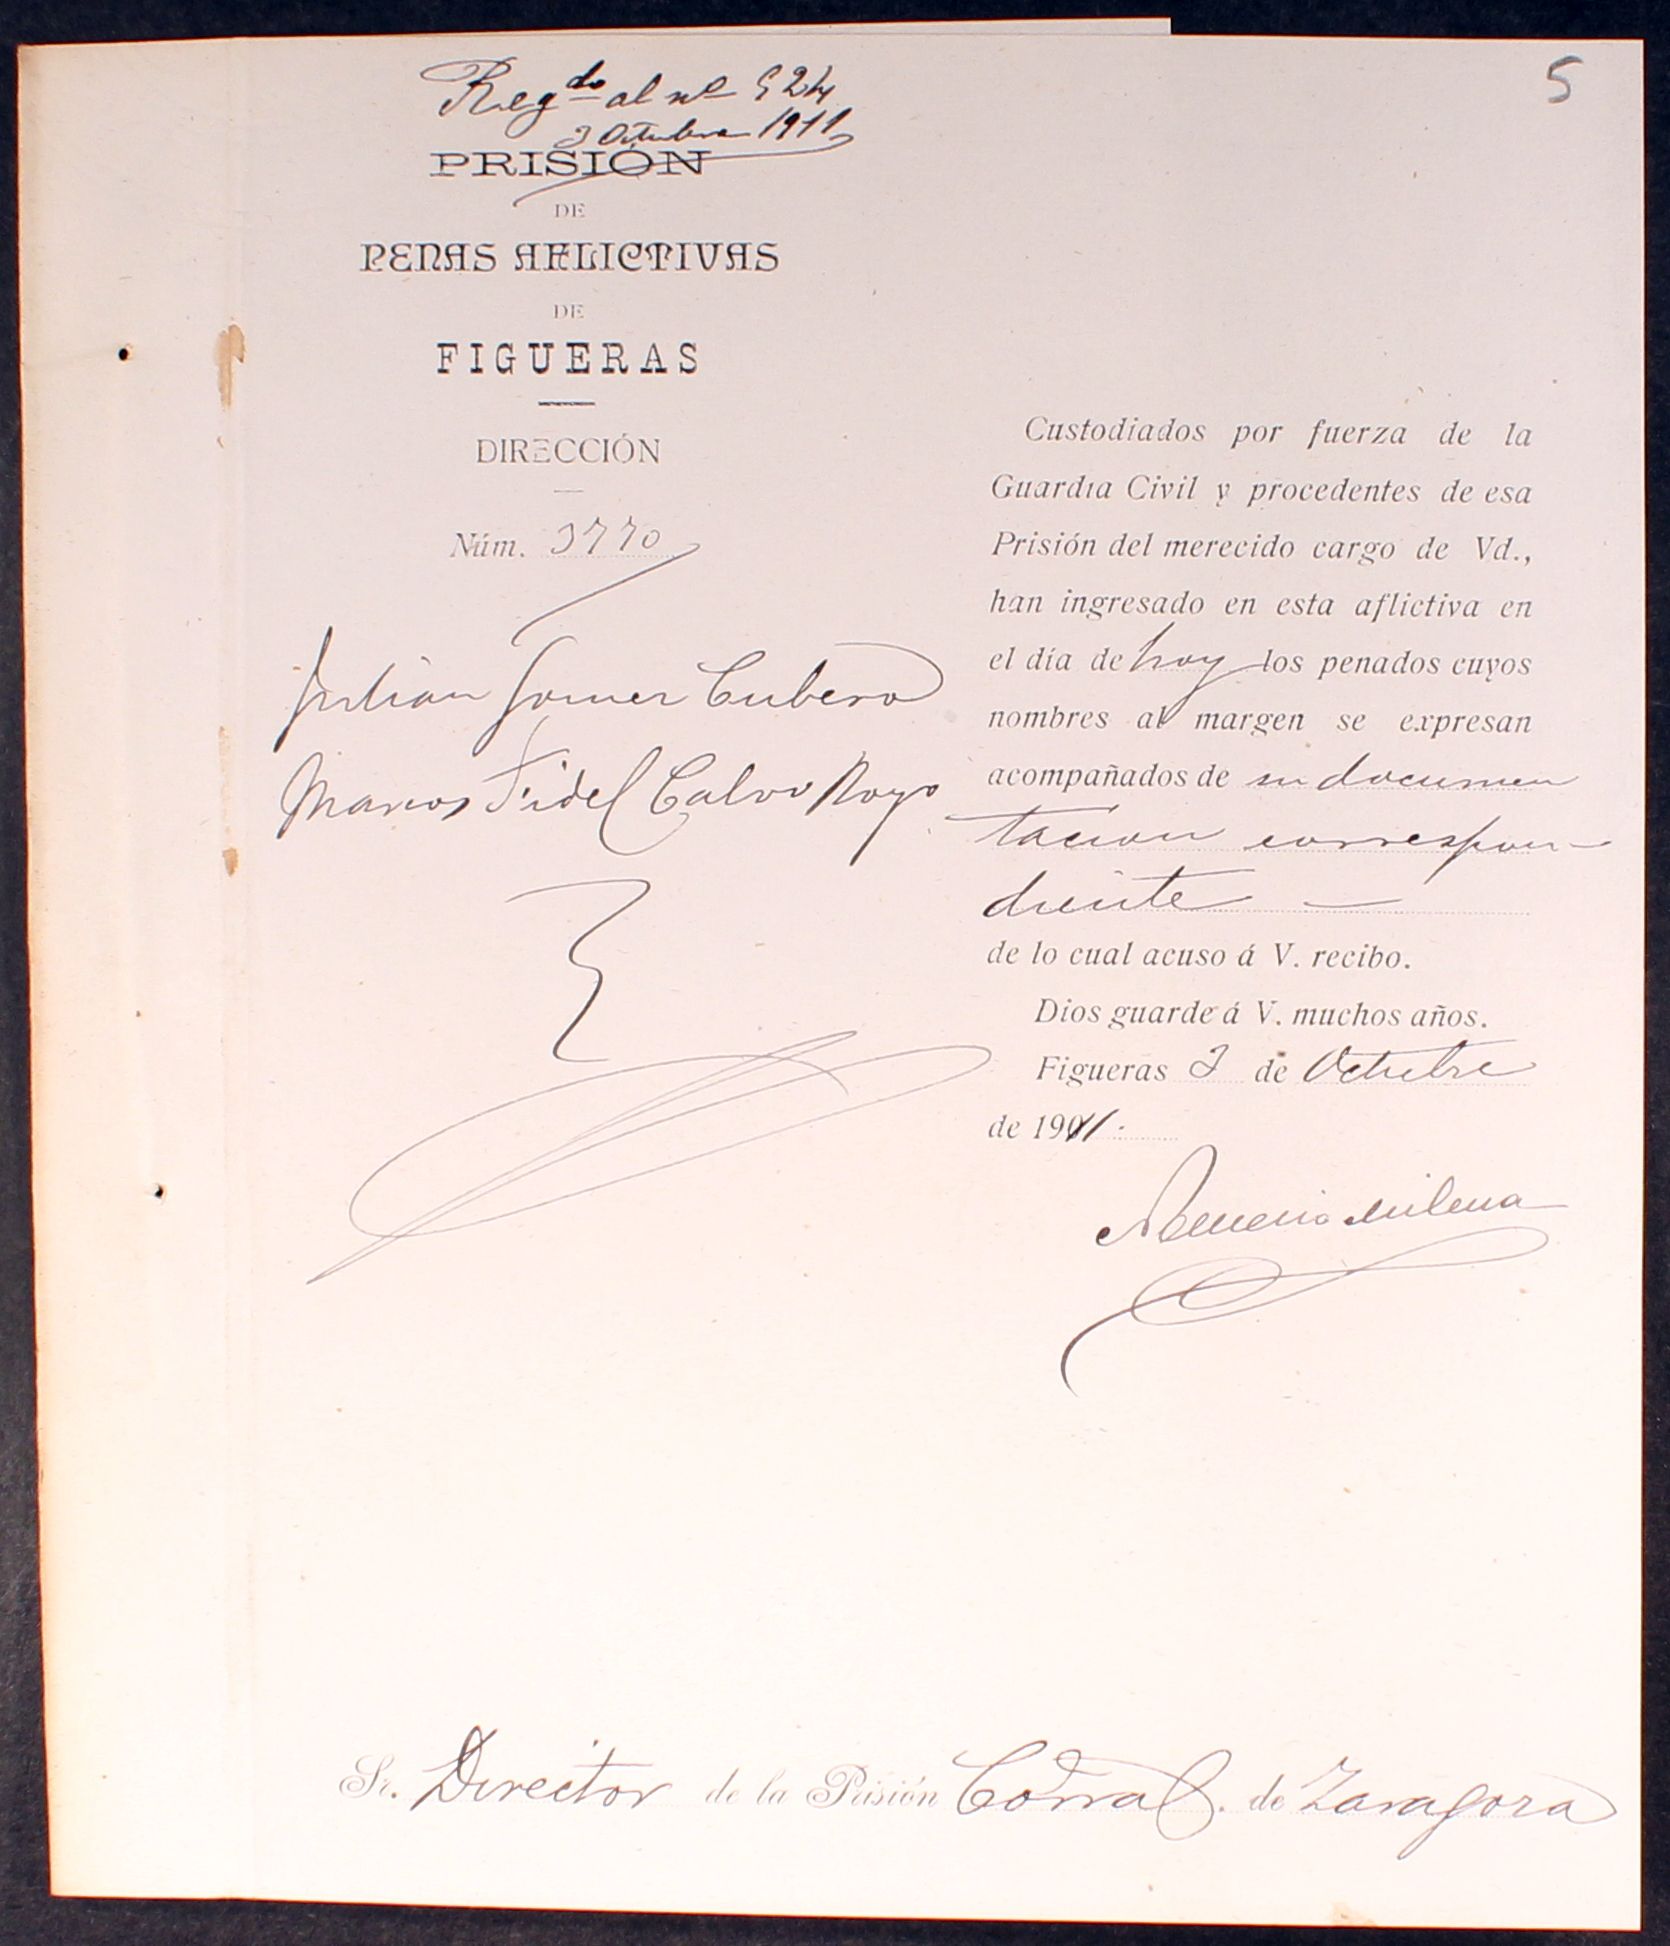 5
Reg.do al nº 524
3 Octubre 1911
PRISIÓN
DE
PENAS AFLICTIVAS
DE
FIGUERAS
DIRECCIÓN
Núm. 3770
Julian Gomez Cubero
Marcos Fidel Calvo Royo
Custodiados por fuerza de la
Guardia Civil y procedentes de esa
Prisión del merecido cargo de Vd.,
han ingresado en esta aflictiva en
el día de hoy los penados cuyos
nombres al margen se expresan
acompañados de su documen
tacion correspon-
diente —
de lo cual acuso á V. recibo.
Dios guarde á V. muchos años.
Figueras 3 de Octubre
de 1911.
Sr. Director de la Prisión Corral. de Zaragoza